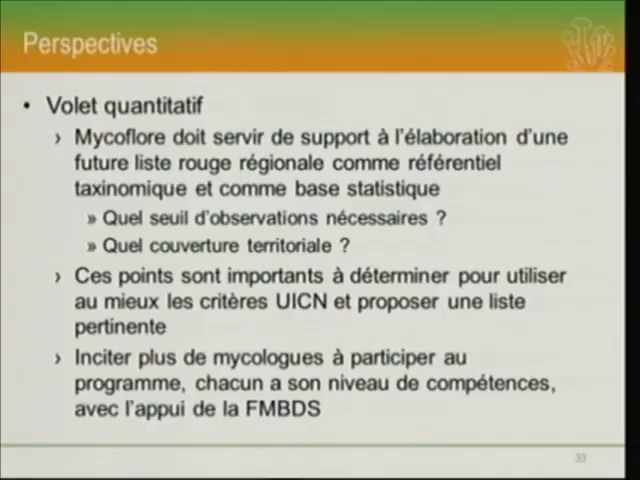 Perspectives
• Volet quantitatif
› Mycoflore doit servir de support à l'élaboration d'une
future liste rouge régionale comme référentiel
taxinomique et comme base statistique
» Quel seuil d'observations nécessaires ?
» Quel couverture territoriale ?
› Ces points sont importants à déterminer pour utiliser
au mieux les critères UICN et proposer une liste
pertinente
› Inciter plus de mycologues à participer au
programme, chacun a son niveau de compétences,
avec l'appui de la FMBDS
33